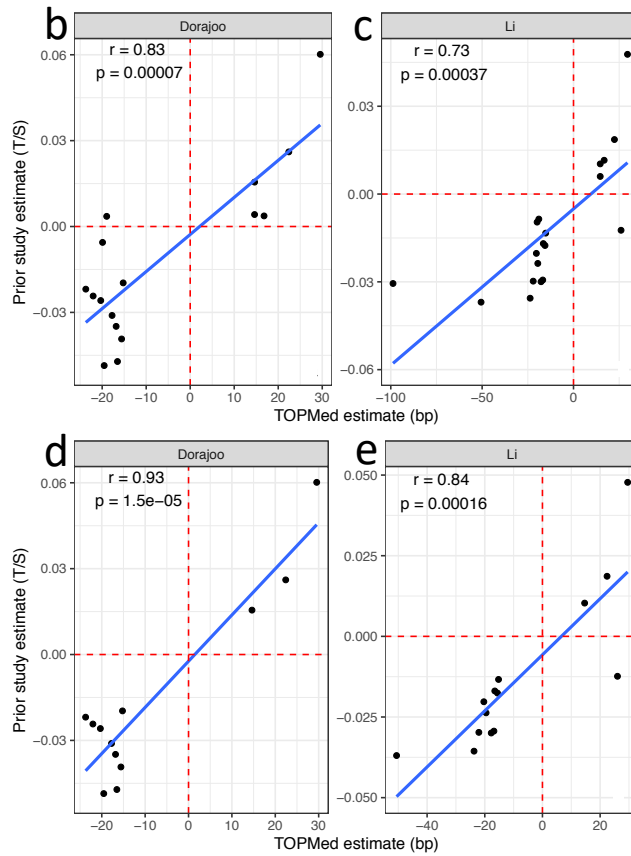 b
Dorajoo
r = 0.83
p = 0.00007
0.06
0.03
0.00
−0.03
−20
−10
0
10
20
30
TOPMed estimate (bp)
Prior study estimate (T/S)
c
Li
r = 0.73
p = 0.00037
0.03
0.00
−0.03
−0.06
−100
−50
0
TOPMed estimate (bp)
d
Dorajoo
r = 0.93
p = 1.5e−05
0.06
0.03
0.00
−0.03
−20
−10
0
10
20
30
TOPMed estimate (bp)
Prior study estimate (T/S)
e
Li
r = 0.84
p = 0.00016
0.050
0.025
0.000
−0.025
−0.050
−40
−20
0
20
TOPMed estimate (bp)